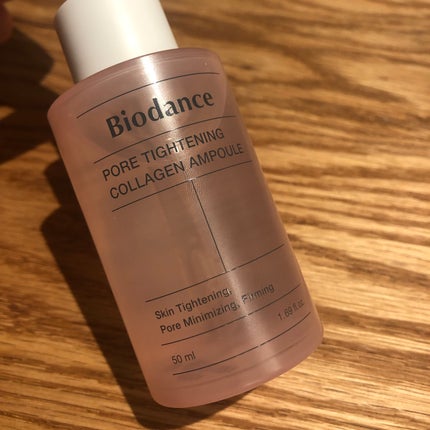 Biodance
PORE TIGHTENING
COLLAGEN AMPOULE
Skin Tightening,
Pore Minimizing, Firming
50 ml
1.69 fl.oz.